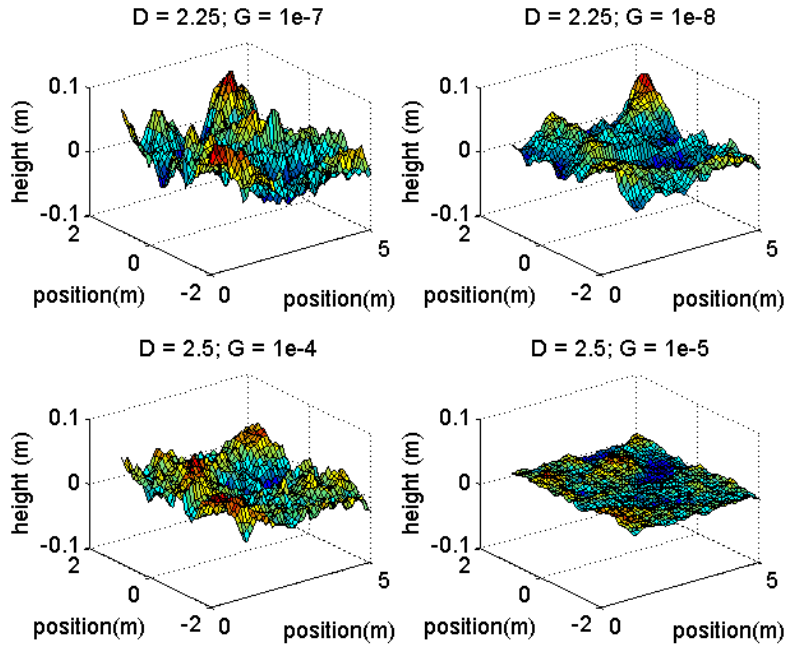 D = 2.25; G = 1e-7
D = 2.25; G = 1e-8
height (m)
0.1
0
-0.1
2
0
-2
0
5
position(m)
position(m)
height (m)
0.1
0
-0.1
2
0
-2
0
5
position(m)
position(m)
D = 2.5; G = 1e-4
D = 2.5; G = 1e-5
height (m)
0.1
0
-0.1
2
0
-2
0
5
position(m)
position(m)
height (m)
0.1
0
-0.1
2
0
-2
0
5
position(m)
position(m)